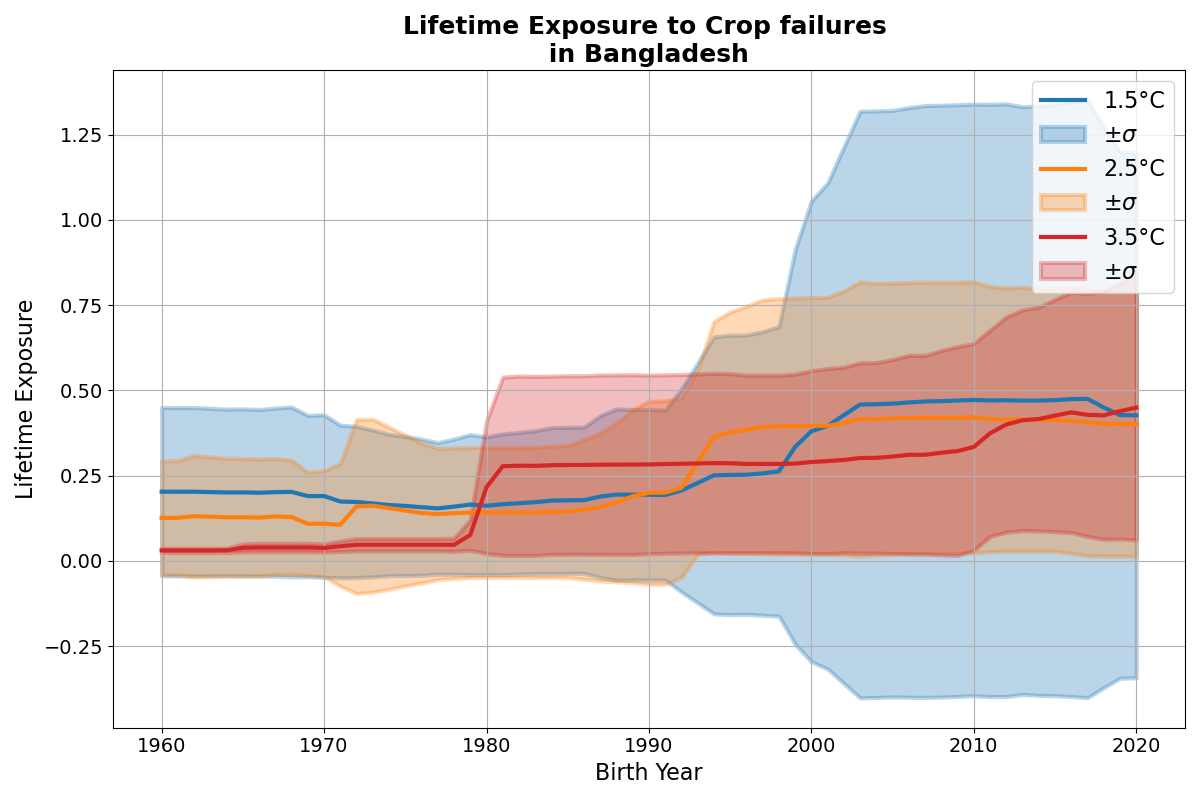 Lifetime Exposure to Crop failures
in Bangladesh
1.5°C
±σ
2.5°C
±σ
3.5°C
±σ
1.25
1.00
0.75
0.50
0.25
0.00
−0.25
Lifetime Exposure
1960 1970 1980 1990 2000 2010 2020
Birth Year